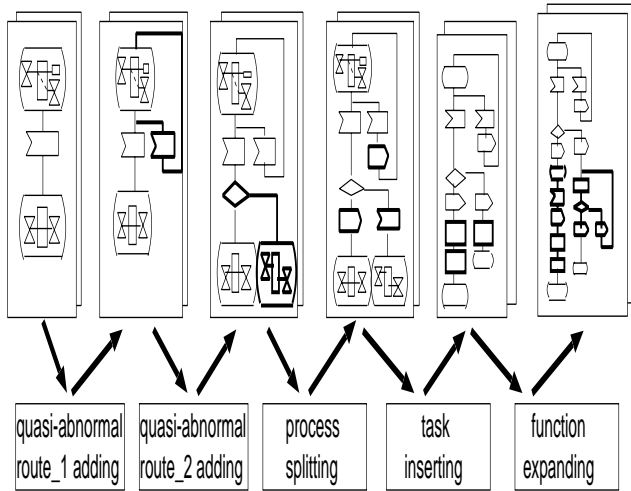 quasi-abnormal
route_1 adding
quasi-abnormal
route_2 adding
process
splitting
task
inserting
function
expanding